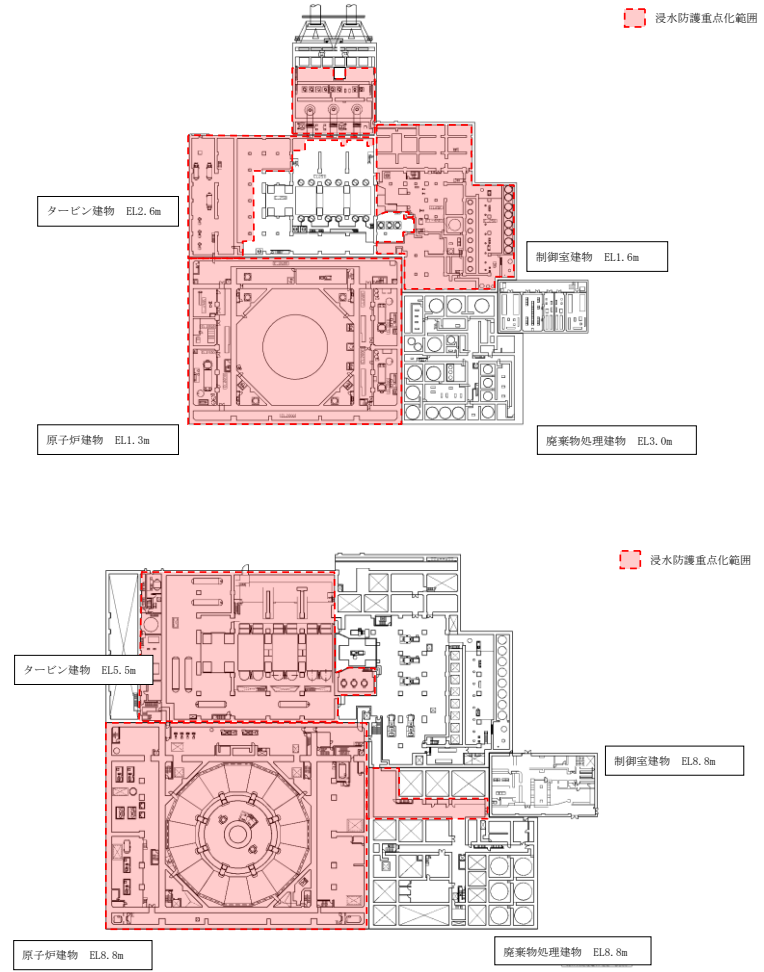 浸水防護重点化範囲
タービン建物 EL2.6m
制御室建物 EL1.6m
原子炉建物 EL1.3m
廃棄物処理建物 EL3.0m
浸水防護重点化範囲
タービン建物 EL5.5m
制御室建物 EL8.8m
原子炉建物 EL8.8m
廃棄物処理建物 EL8.8m